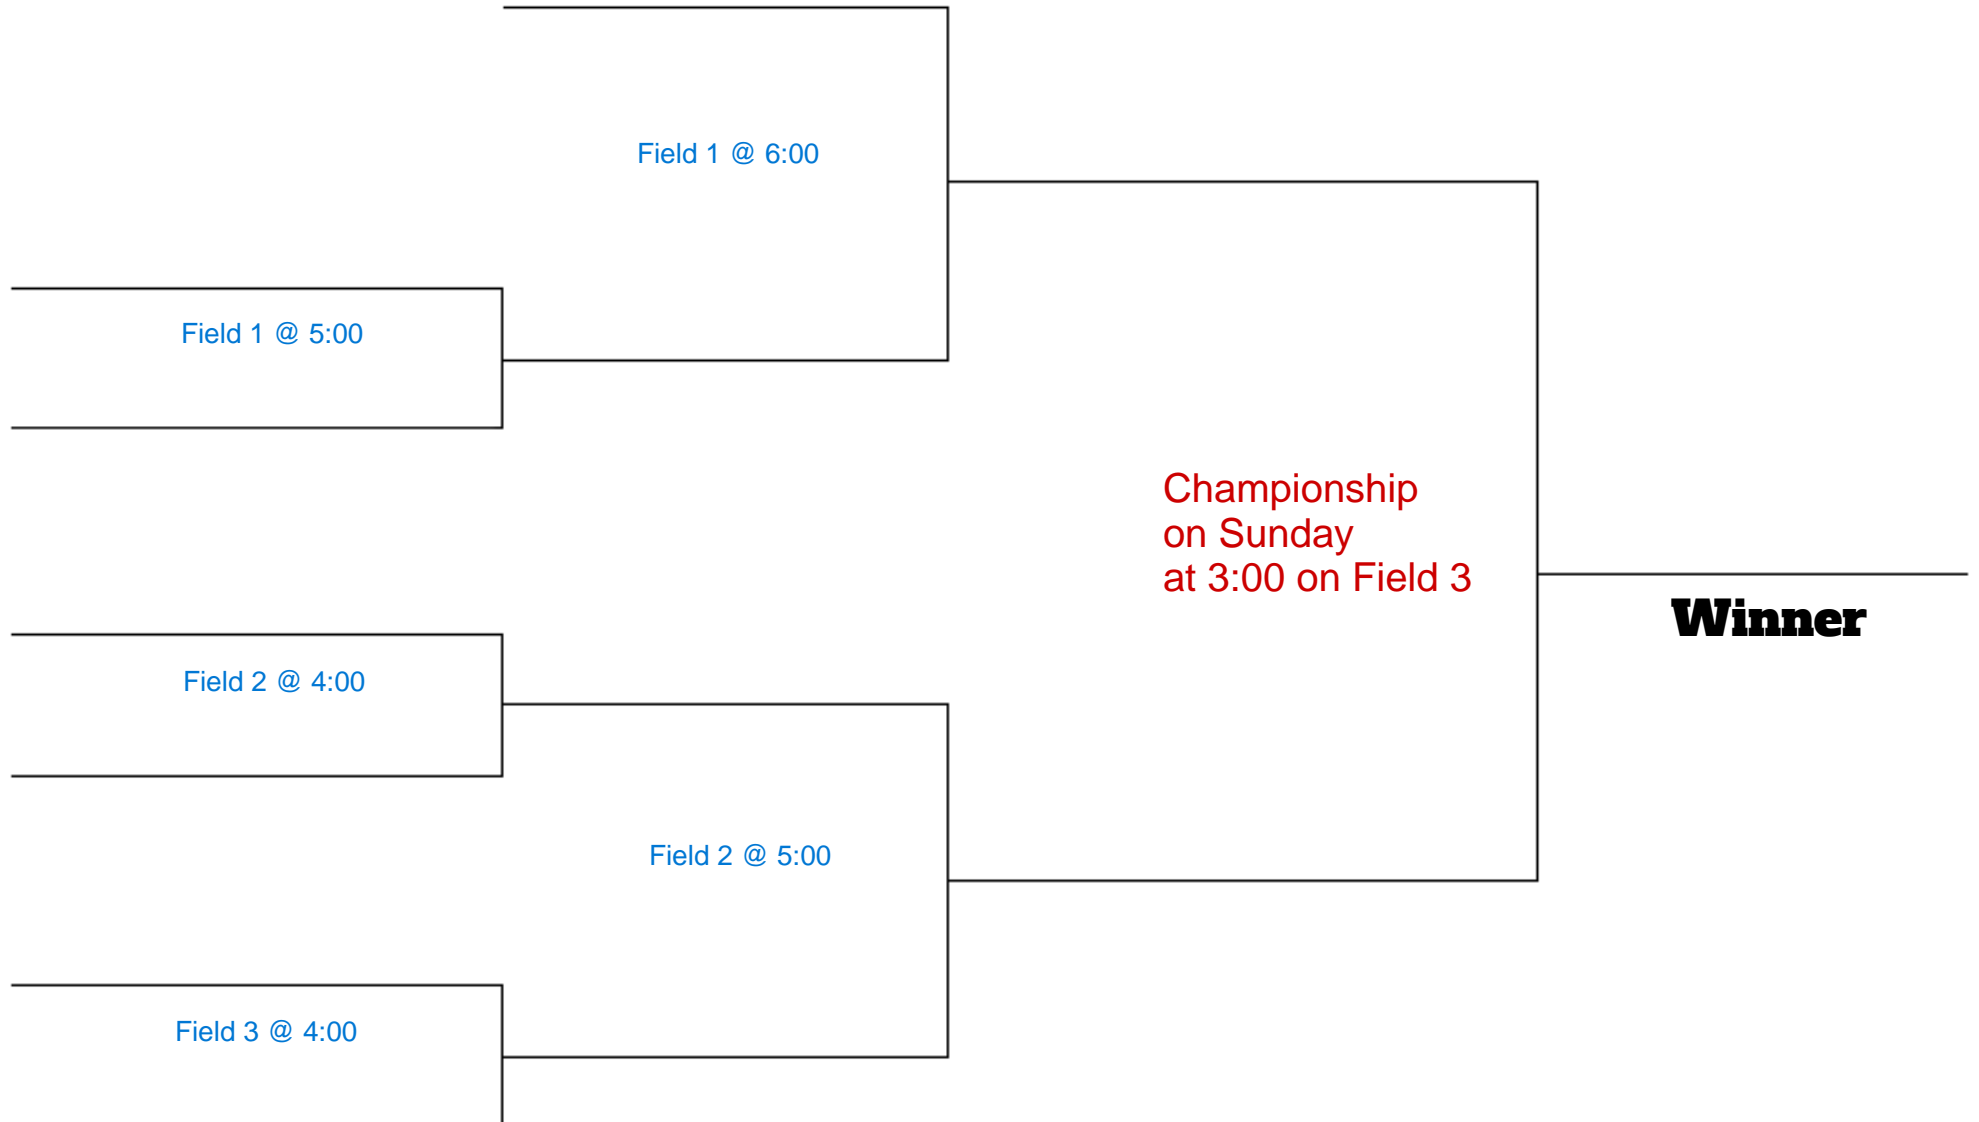 Field 1 @ 6:00
Field 1 @ 5:00
Championship
on Sunday
at 3:00 on Field 3
Winner
Field 2 @ 4:00
Field 2 @ 5:00
Field 3 @ 4:00